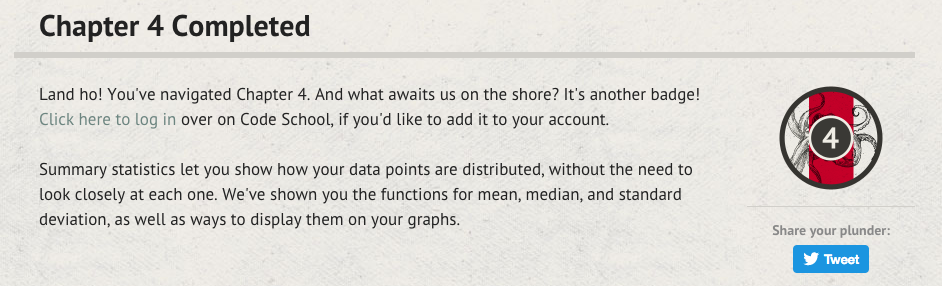 Chapter 4 Completed
Land ho! You've navigated Chapter 4. And what awaits us on the shore? It's another badge!
Click here to log in over on Code School, if you'd like to add it to your account.
Summary statistics let you show how your data points are distributed, without the need to
look closely at each one. We've shown you the functions for mean, median, and standard
deviation, as well as ways to display them on your graphs.
4
Share your plunder:
Tweet